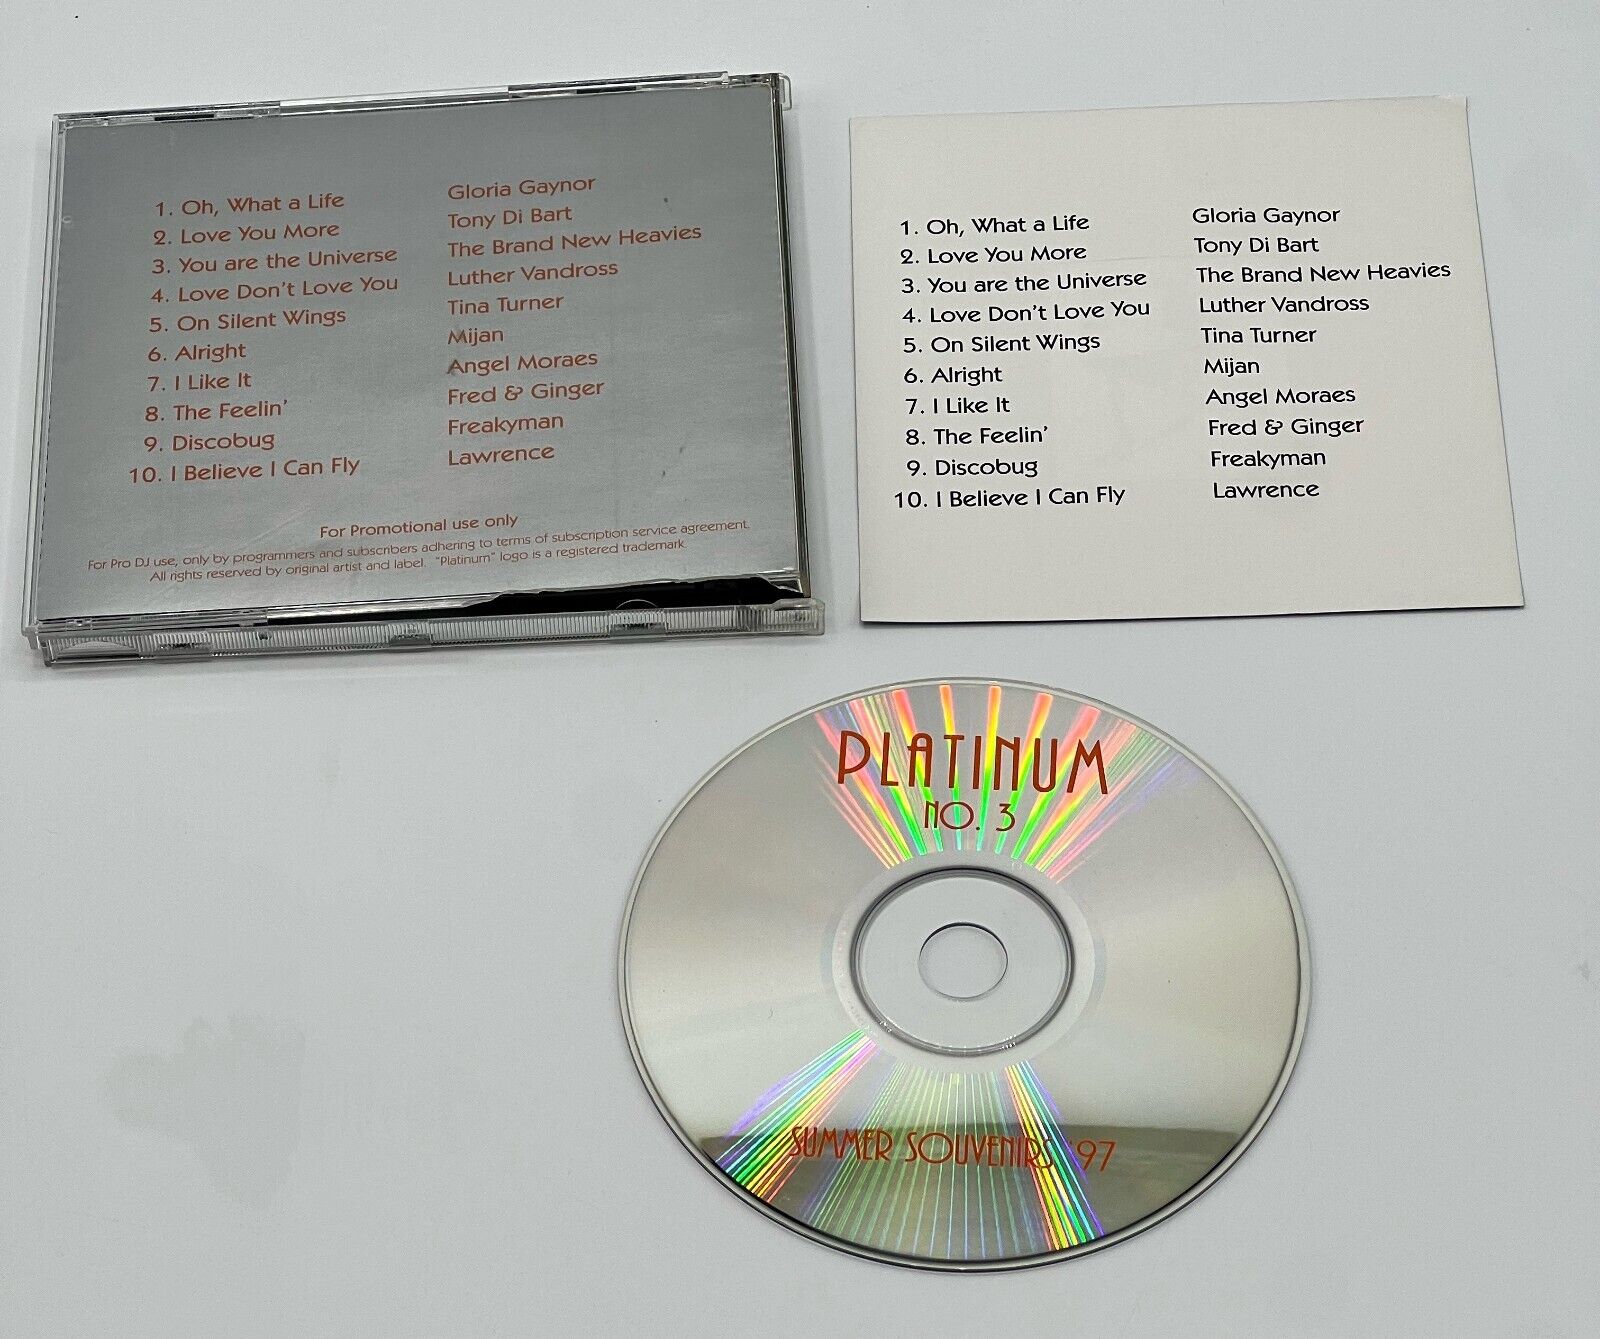 1. Oh, What a Life Gloria Gaynor
2. Love You More Tony Di Bart
3. You are the Universe The Brand New Heavies
4. Love Don't Love You Luther Vandross
5. On Silent Wings Tina Turner
6. Alright Mijan
7. I Like It Angel Moraes
8. The Feelin' Fred & Ginger
9. Discobug Freakyman
10. I Believe I Can Fly Lawrence
For Promotional use only
For Pro DJ use, only by programmers and subscribers adhering to terms of subscription service agreement.
All rights reserved by original artist and label. "Platinum" logo is a registered trademark.
1. Oh, What a Life Gloria Gaynor
2. Love You More Tony Di Bart
3. You are the Universe The Brand New Heavies
4. Love Don't Love You Luther Vandross
5. On Silent Wings Tina Turner
6. Alright Mijan
7. I Like It Angel Moraes
8. The Feelin' Fred & Ginger
9. Discobug Freakyman
10. I Believe I Can Fly Lawrence
PLATINUM
NO. 3
SUMMER SOUVENIRS '97